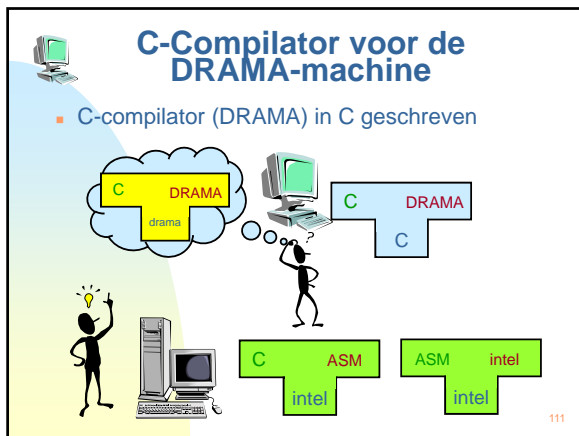 C-Compilator voor de
DRAMA-machine
C-compilator (DRAMA) in C geschreven
C DRAMA
drama
?
C DRAMA
C
C ASM
intel
ASM intel
intel
111